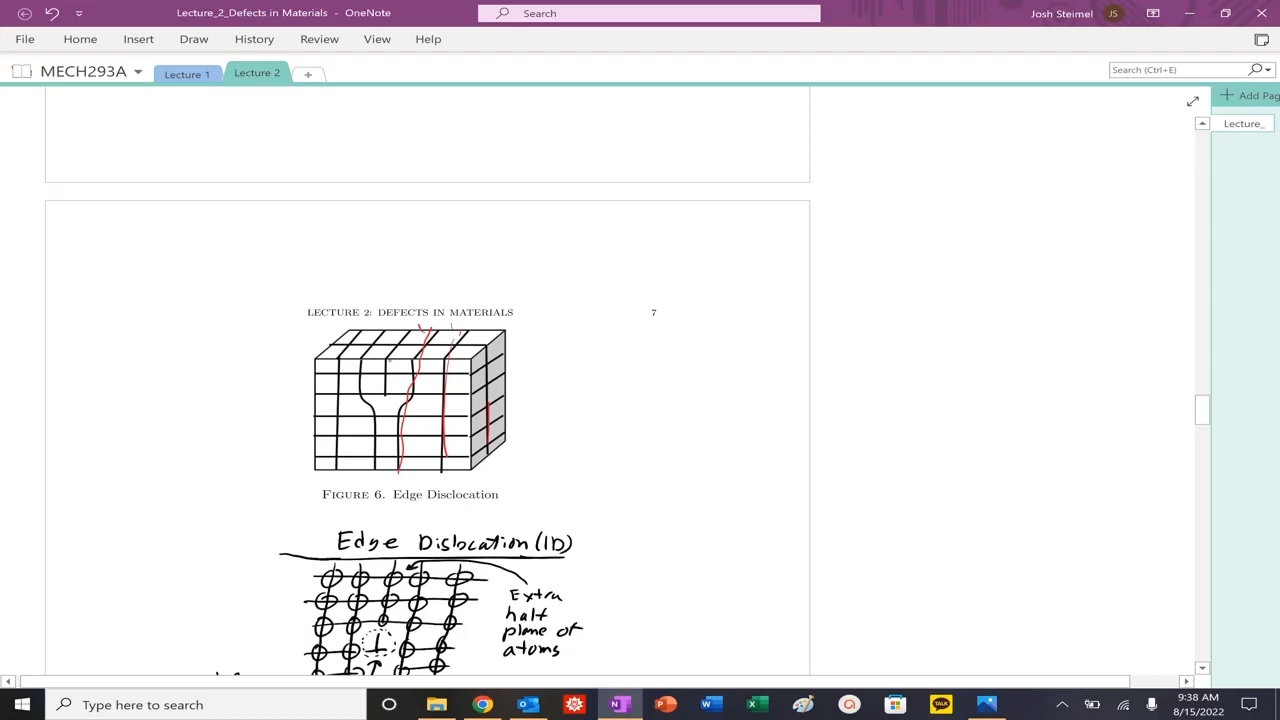 Lecture_2_Defects in Materials - OneNote
Search
Josh Steimel
JS
File Home Insert Draw History Review View Help
MECH293A
Lecture 1
Lecture 2
Search (Ctrl+E)
Add Pag
Lecture_
LECTURE 2: DEFECTS IN MATERIALS 7
FIGURE 6. Edge Disclocation
Edge Dislocation (1D)
Extra
half
plane of
atoms
Type here to search
TALK
9:38 AM
8/15/2022